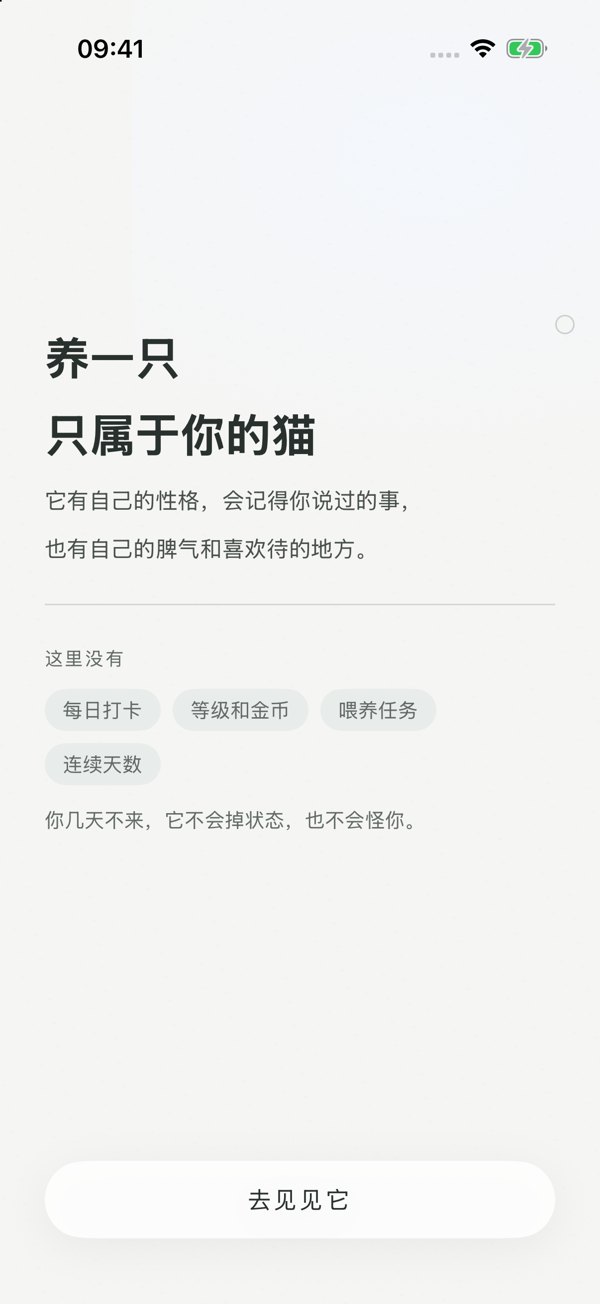 09:41
养一只
只属于你的猫
它有自己的性格，会记得你说过的事，
也有自己的脾气和喜欢待的地方。
这里没有
每日打卡 等级和金币 喂养任务
连续天数
你几天不来，它不会掉状态，也不会怪你。
去见见它